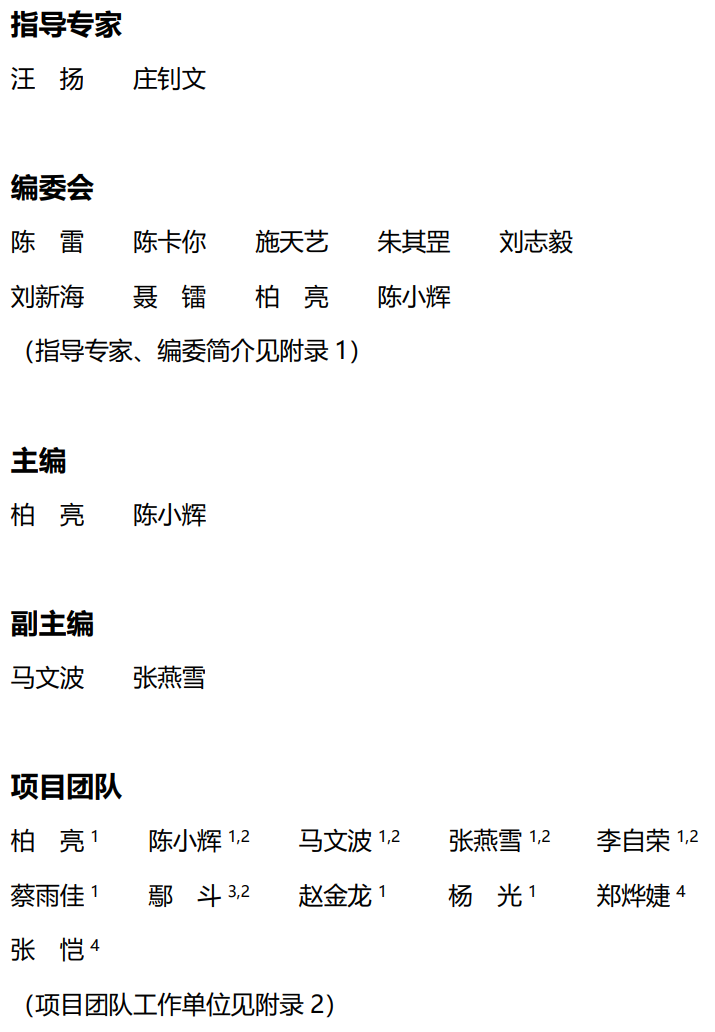 指导专家
汪　扬　　庄钊文
编委会
陈　雷　　陈卡你　　施天艺　　朱其罡　　刘志毅
刘新海　　聂　镭　　柏　亮　　陈小辉
（指导专家、编委简介见附录 1）
主编
柏　亮　　陈小辉
副主编
马文波　　张燕雪
项目团队
柏　亮 1　　陈小辉 1,2　　马文波 1,2　　张燕雪 1,2　　李自荣 1,2
蔡雨佳 1　　鄢　斗 3,2　　赵金龙 1　　杨　光 1　　郑烨婕 4
张　恺 4
（项目团队工作单位见附录 2）